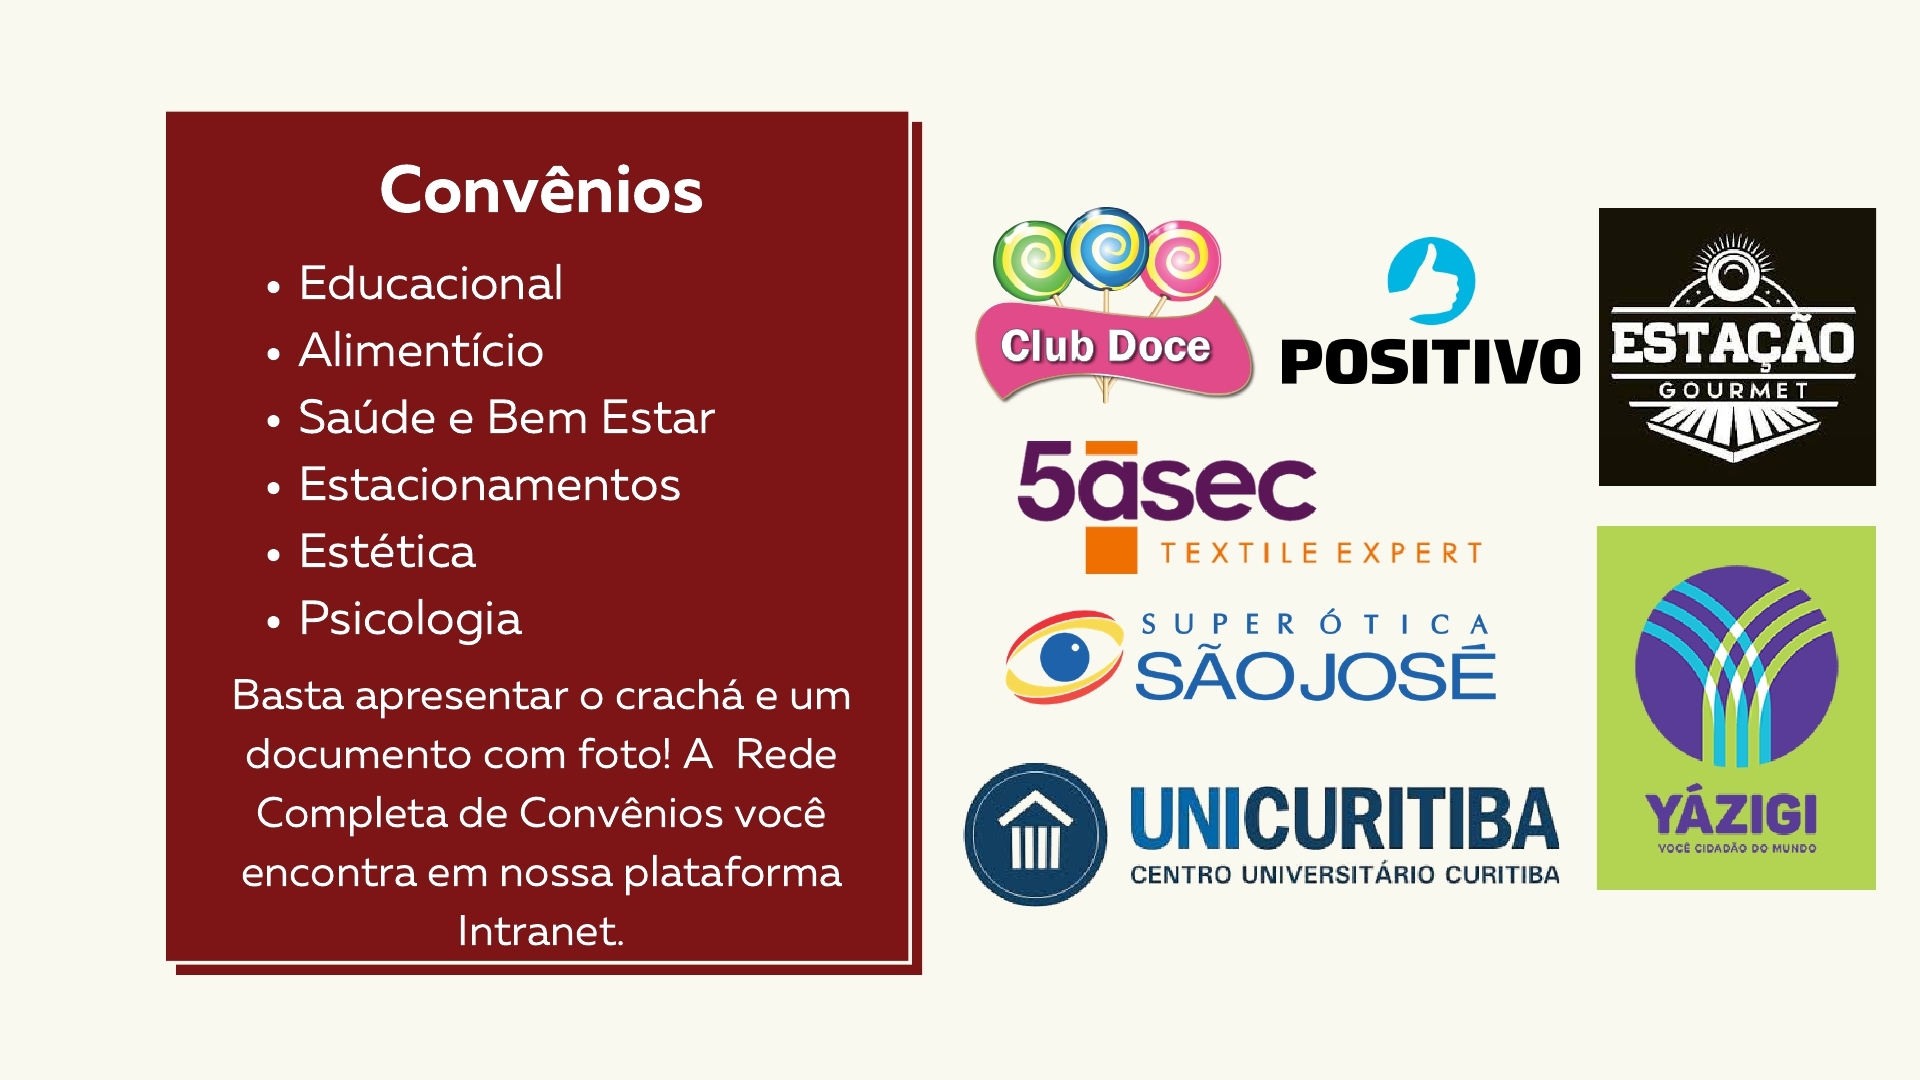 Convênios
• Educacional
• Alimentício
• Saúde e Bem Estar
• Estacionamentos
• Estética
• Psicologia
Basta apresentar o crachá e um
documento com foto! A  Rede
Completa de Convênios você
encontra em nossa plataforma
Intranet.
Club Doce
POSITIVO
ESTAÇÃO
GOURMET
5àsec
TEXTILE EXPERT
SUPERÓTICA
SÃO JOSÉ
UNICURITIBA
CENTRO UNIVERSITÁRIO CURITIBA
YÁZIGI
VOCÊ CIDADÃO DO MUNDO